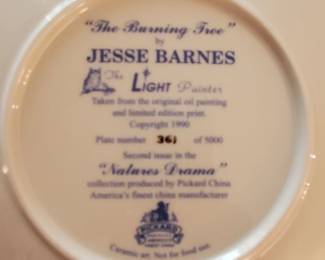 "The Burning Tree"
by
JESSE BARNES
The LIGHT Painter
Taken from the original oil painting
and limited edition print.
Copyright 1990
Plate number 361 of 5000
Second issue in the
"Natures Drama"
collection produced by Pickard China
America's finest china manufacturer
PICKARD
Ceramic art. Not for food use.